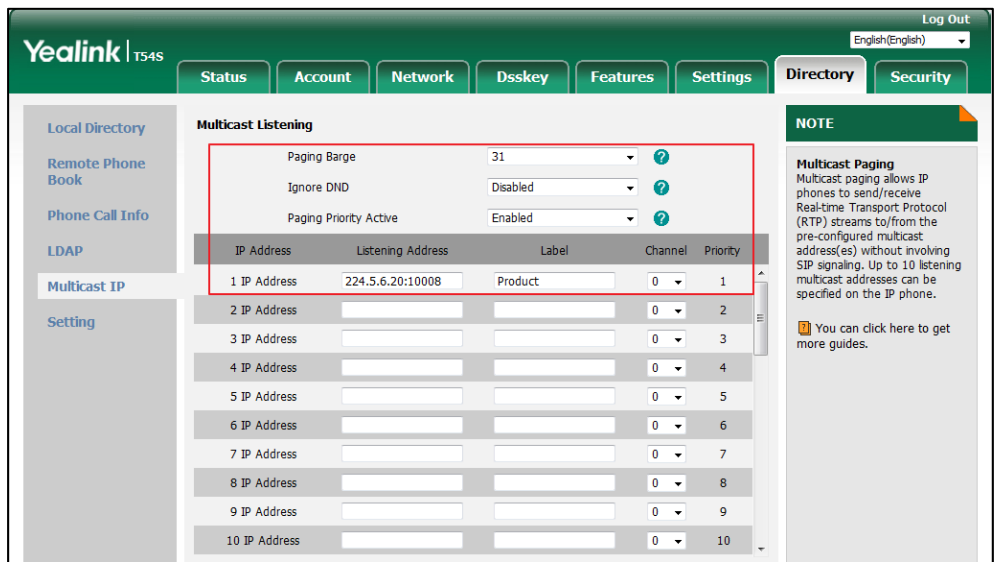 Log Out
Yealink T54S
English(English)
Status Account Network Dsskey Features Settings Directory Security
Local Directory
Remote Phone
Book
Phone Call Info
LDAP
Multicast IP
Setting
Multicast Listening
Paging Barge 31 ?
Ignore DND Disabled ?
Paging Priority Active Enabled ?
IP Address Listening Address Label Channel Priority
1 IP Address 224.5.6.20:10008 Product 0 1
2 IP Address 0 2
3 IP Address 0 3
4 IP Address 0 4
5 IP Address 0 5
6 IP Address 0 6
7 IP Address 0 7
8 IP Address 0 8
9 IP Address 0 9
10 IP Address 0 10
NOTE
Multicast Paging
Multicast paging allows IP
phones to send/receive
Real-time Transport Protocol
(RTP) streams to/from the
pre-configured multicast
address(es) without involving
SIP signaling. Up to 10 listening
multicast addresses can be
specified on the IP phone.
? You can click here to get
more guides.